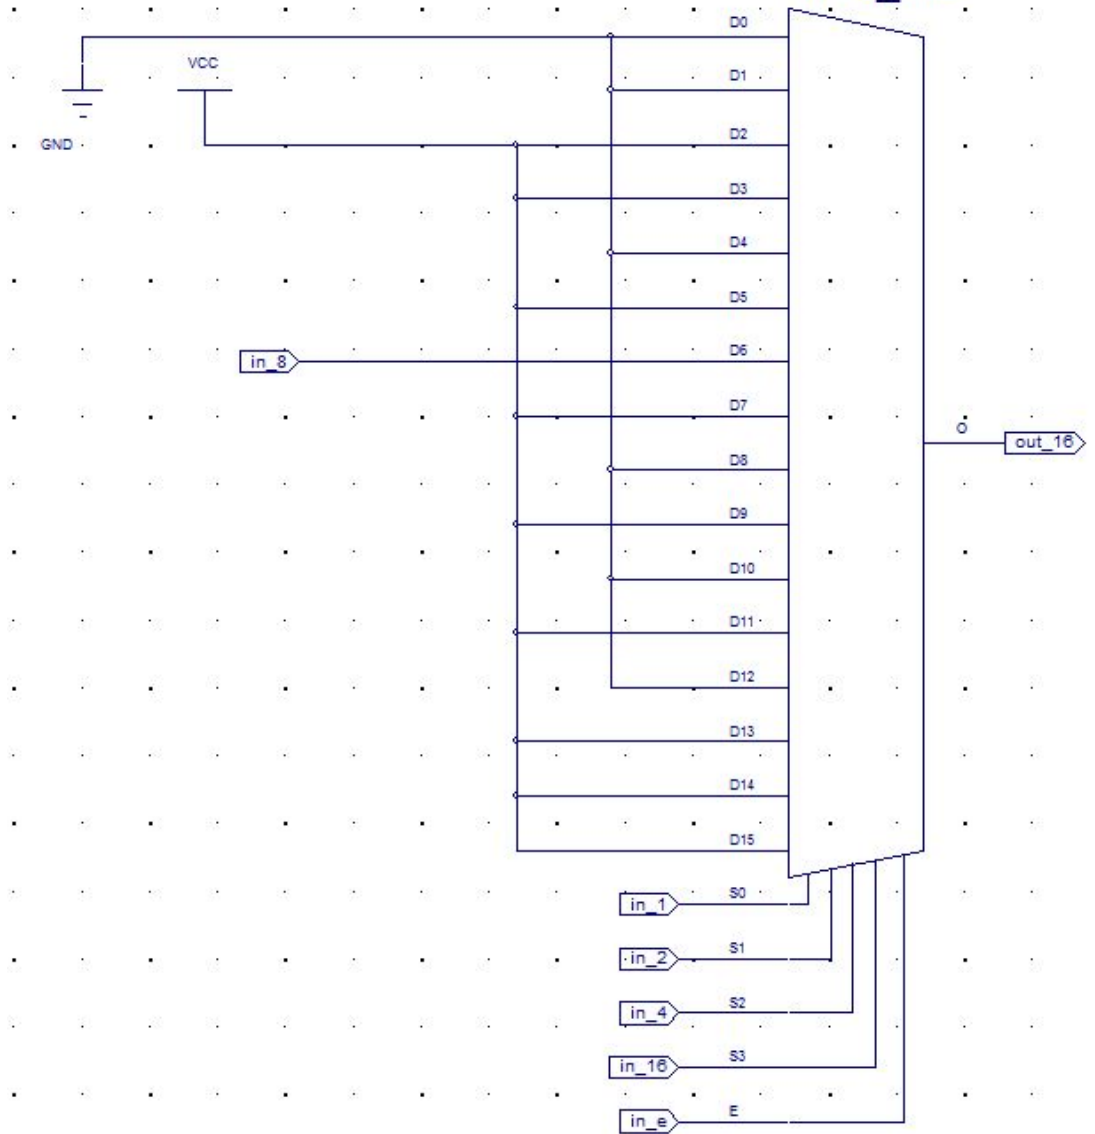 D0
VCC
D1
GND
D2
D3
D4
D5
in_8
D6
D7
O
out_16
D8
D9
D10
D11
D12
D13
D14
D15
in_1
S0
in_2
S1
in_4
S2
in_16
S3
in_e
E